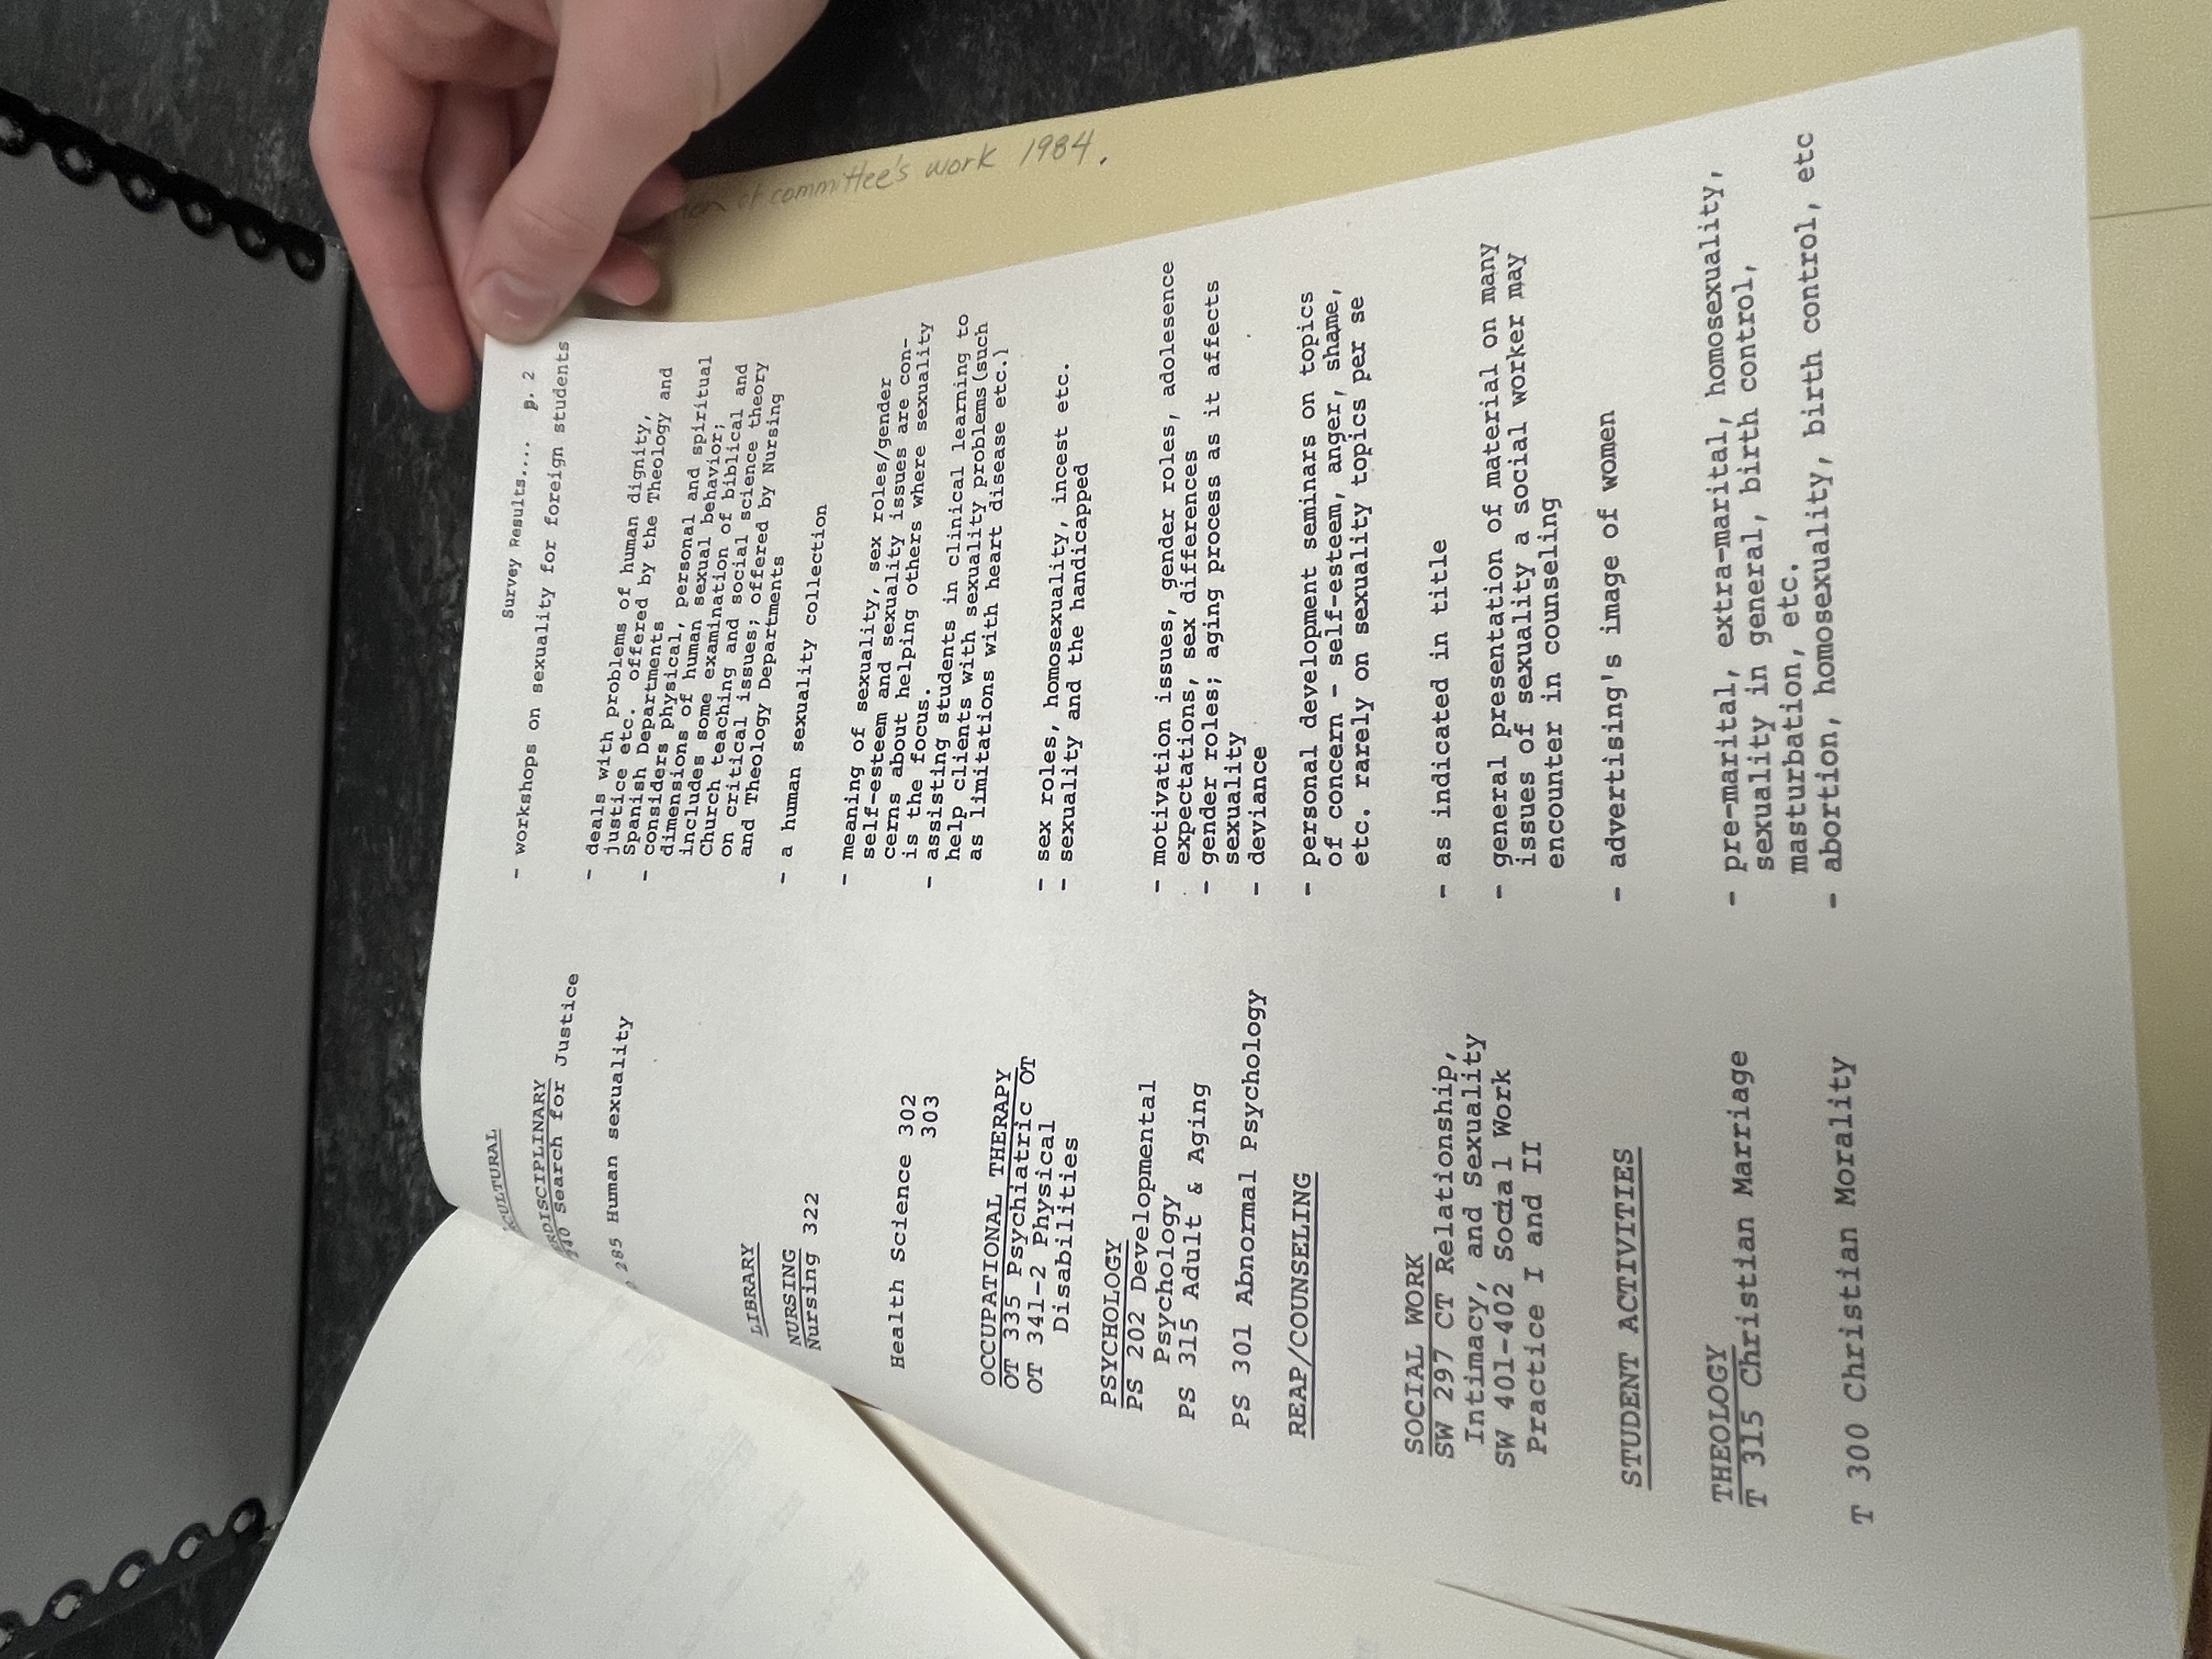 Survey Results.... p. 2
CULTURAL
- workshops on sexuality for foreign students
ERDISCIPLINARY
240 Search for Justice
- deals with problems of human dignity,
justice etc. offered by the Theology and
Spanish Departments
285 Human sexuality
- considers physical, personal and spiritual
dimensions of human sexual behavior;
includes some examination of biblical and
Church teaching and social science theory
on critical issues; offered by Nursing
and Theology Departments
LIBRARY
- a human sexuality collection
NURSING
Nursing 322
- meaning of sexuality, sex roles/gender
self-esteem and sexuality issues are con-
cerns about helping others where sexuality
is the focus.
Health Science 302
303
- assisting students in clinical learning to
help clients with sexuality problems (such
as limitations with heart disease etc.)
OCCUPATIONAL THERAPY
OT 335 Psychiatric OT
- sex roles, homosexuality, incest etc.
OT 341-2 Physical
Disabilities
- sexuality and the handicapped
PSYCHOLOGY
PS 202 Developmental
Psychology
- motivation issues, gender roles, adolesence
expectations, sex differences
PS 315 Adult & Aging
- gender roles; aging process as it affects
sexuality
PS 301 Abnormal Psychology
- deviance
REAP/COUNSELING
- personal development seminars on topics
of concern - self-esteem, anger, shame,
etc. rarely on sexuality topics per se
SOCIAL WORK
SW 297 CT Relationship,
Intimacy, and Sexuality
- as indicated in title
SW 401-402 Social Work
Practice I and II
- general presentation of material on many
issues of sexuality a social worker may
encounter in counseling
STUDENT ACTIVITIES
- advertising's image of women
THEOLOGY
T 315 Christian Marriage
- pre-marital, extra-marital, homosexuality,
sexuality in general, birth control,
masturbation, etc.
T 300 Christian Morality
- abortion, homosexuality, birth control, etc
of committee's work 1984.